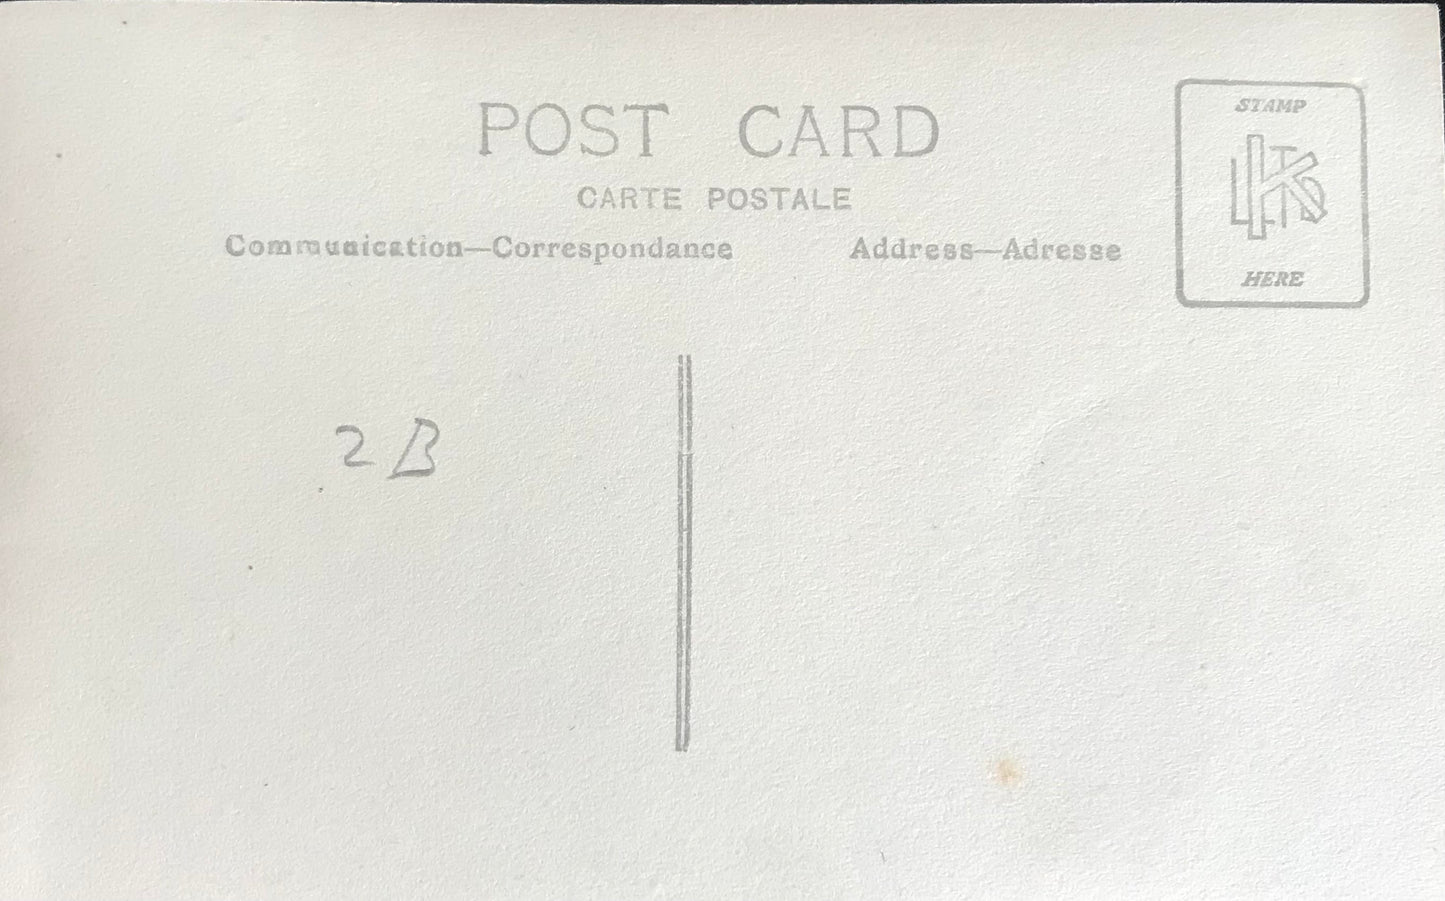 POST CARD
CARTE POSTALE
Communication—Correspondance
Address—Adresse
STAMP
HERE
2B